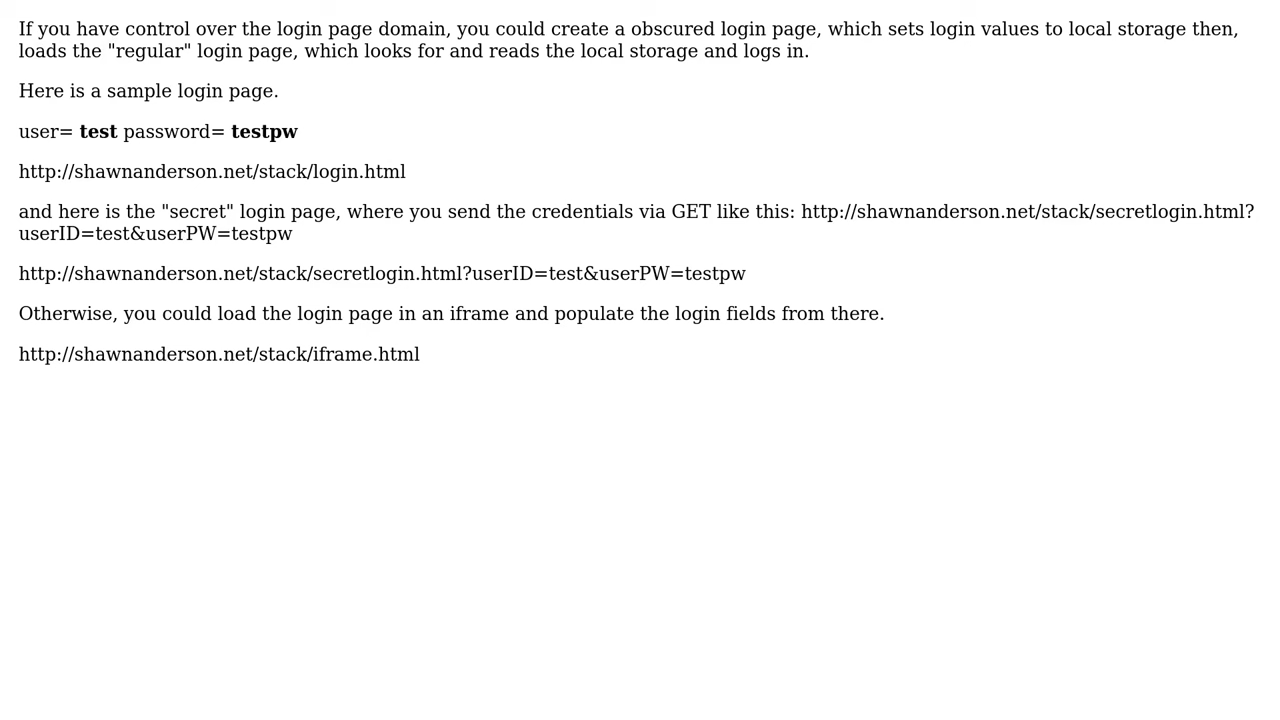 If you have control over the login page domain, you could create a obscured login page, which sets login values to local storage then,
loads the "regular" login page, which looks for and reads the local storage and logs in.
Here is a sample login page.
user= test password= testpw
http://shawnanderson.net/stack/login.html
and here is the "secret" login page, where you send the credentials via GET like this: http://shawnanderson.net/stack/secretlogin.html?
userID=test&userPW=testpw
http://shawnanderson.net/stack/secretlogin.html?userID=test&userPW=testpw
Otherwise, you could load the login page in an iframe and populate the login fields from there.
http://shawnanderson.net/stack/iframe.html